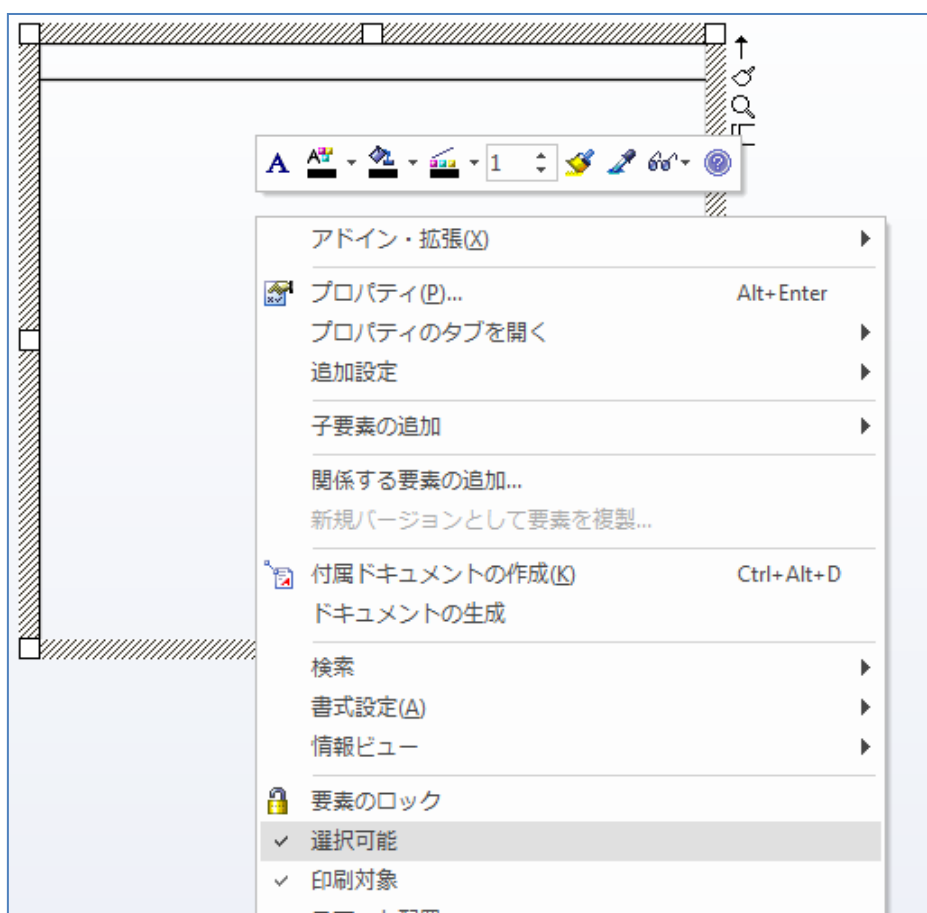 A A 1
アドイン・拡張(X)
プロパティ(P)... Alt+Enter
プロパティのタブを開く
追加設定
子要素の追加
関係する要素の追加...
新規バージョンとして要素を複製...
付属ドキュメントの作成(K) Ctrl+Alt+D
ドキュメントの生成
検索
書式設定(A)
情報ビュー
要素のロック
選択可能
印刷対象